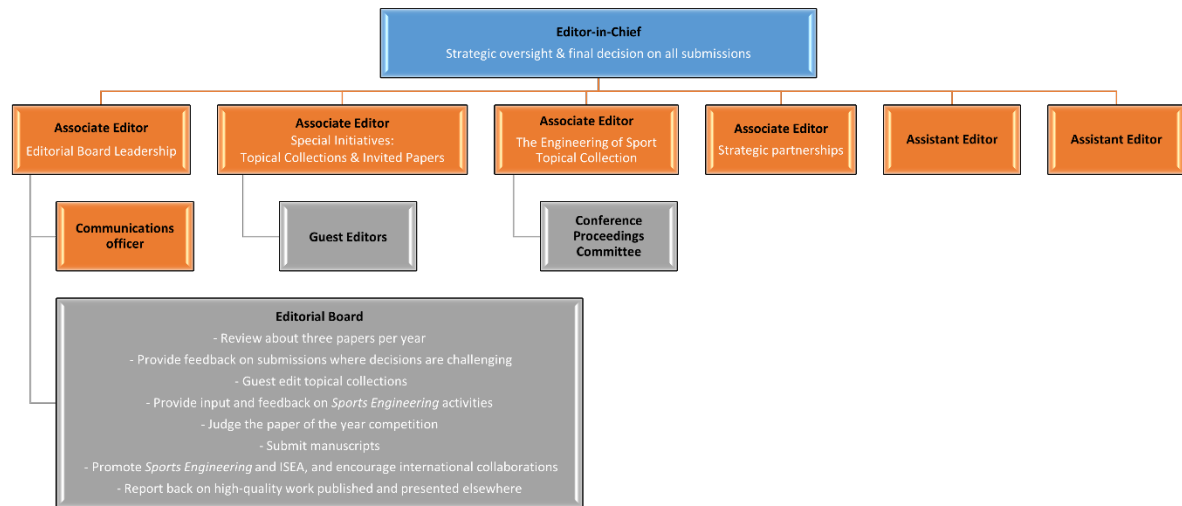 Editor-in-Chief
Strategic oversight & final decision on all submissions
Associate Editor
Editorial Board Leadership
Associate Editor
Special Initiatives:
Topical Collections & Invited Papers
Associate Editor
The Engineering of Sport
Topical Collection
Associate Editor
Strategic partnerships
Assistant Editor
Assistant Editor
Communications
officer
Guest Editors
Conference
Proceedings
Committee
Editorial Board
- Review about three papers per year
- Provide feedback on submissions where decisions are challenging
- Guest edit topical collections
- Provide input and feedback on Sports Engineering activities
- Judge the paper of the year competition
- Submit manuscripts
- Promote Sports Engineering and ISEA, and encourage international collaborations
- Report back on high-quality work published and presented elsewhere